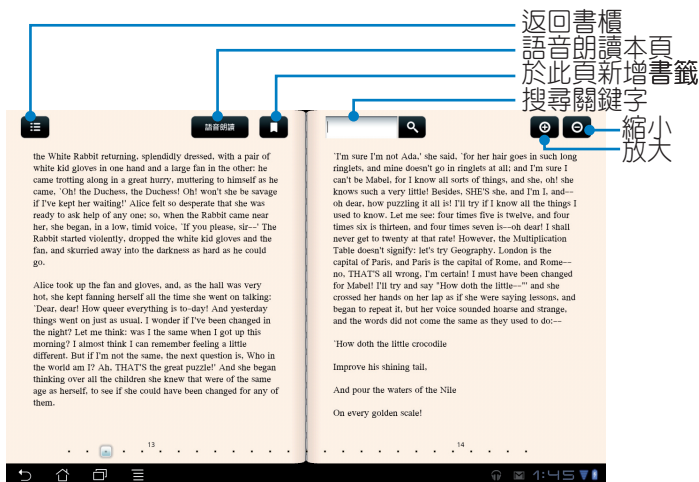 返回書櫃
語音朗讀本頁
於此頁新增書籤
搜尋關鍵字
縮小
放大
語音朗讀
the White Rabbit returning, splendidly dressed, with a pair of
white kid gloves in one hand and a large fan in the other: he
came trotting along in a great hurry, muttering to himself as he
came, `Oh! the Duchess, the Duchess! Oh! won't she be savage
if I've kept her waiting!' Alice felt so desperate that she was
ready to ask help of any one; so, when the Rabbit came near
her, she began, in a low, timid voice, `If you please, sir--' The
Rabbit started violently, dropped the white kid gloves and the
fan, and skurried away into the darkness as hard as he could
go.
Alice took up the fan and gloves, and, as the hall was very
hot, she kept fanning herself all the time she went on talking:
`Dear, dear! How queer everything is to-day! And yesterday
things went on just as usual. I wonder if I've been changed in
the night? Let me think: was I the same when I got up this
morning? I almost think I can remember feeling a little
different. But if I'm not the same, the next question is, Who in
the world am I? Ah, THAT'S the great puzzle!' And she began
thinking over all the children she knew that were of the same
age as herself, to see if she could have been changed for any of
them.
13
`I'm sure I'm not Ada,' she said, `for her hair goes in such long
ringlets, and mine doesn't go in ringlets at all; and I'm sure I
can't be Mabel, for I know all sorts of things, and she, oh! she
knows such a very little! Besides, SHE'S she, and I'm I, and--
oh dear, how puzzling it all is! I'll try if I know all the things I
used to know. Let me see: four times five is twelve, and four
times six is thirteen, and four times seven is--oh dear! I shall
never get to twenty at that rate! However, the Multiplication
Table doesn't signify: let's try Geography. London is the
capital of Paris, and Paris is the capital of Rome, and Rome--
no, THAT'S all wrong, I'm certain! I must have been changed
for Mabel! I'll try and say "How doth the little--"' and she
crossed her hands on her lap as if she were saying lessons, and
began to repeat it, but her voice sounded hoarse and strange,
and the words did not come the same as they used to do:--
`How doth the little crocodile
Improve his shining tail,
And pour the waters of the Nile
On every golden scale!
14
1:45